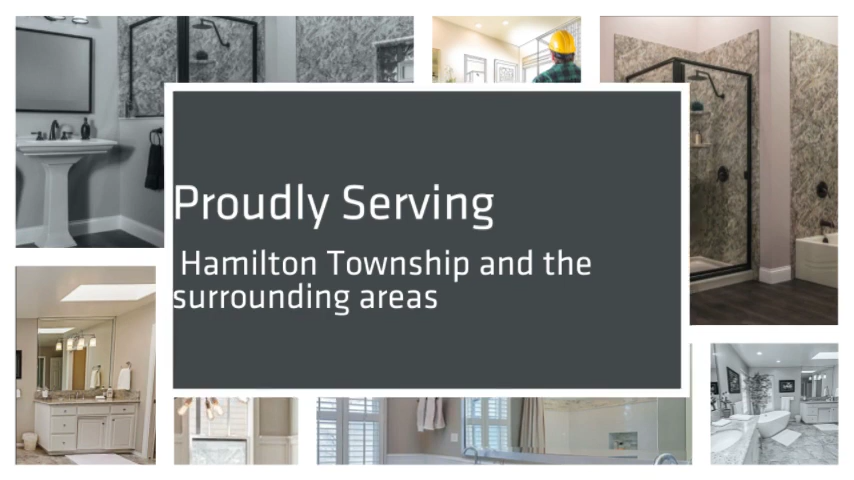 Proudly Serving
Hamilton Township and the
surrounding areas